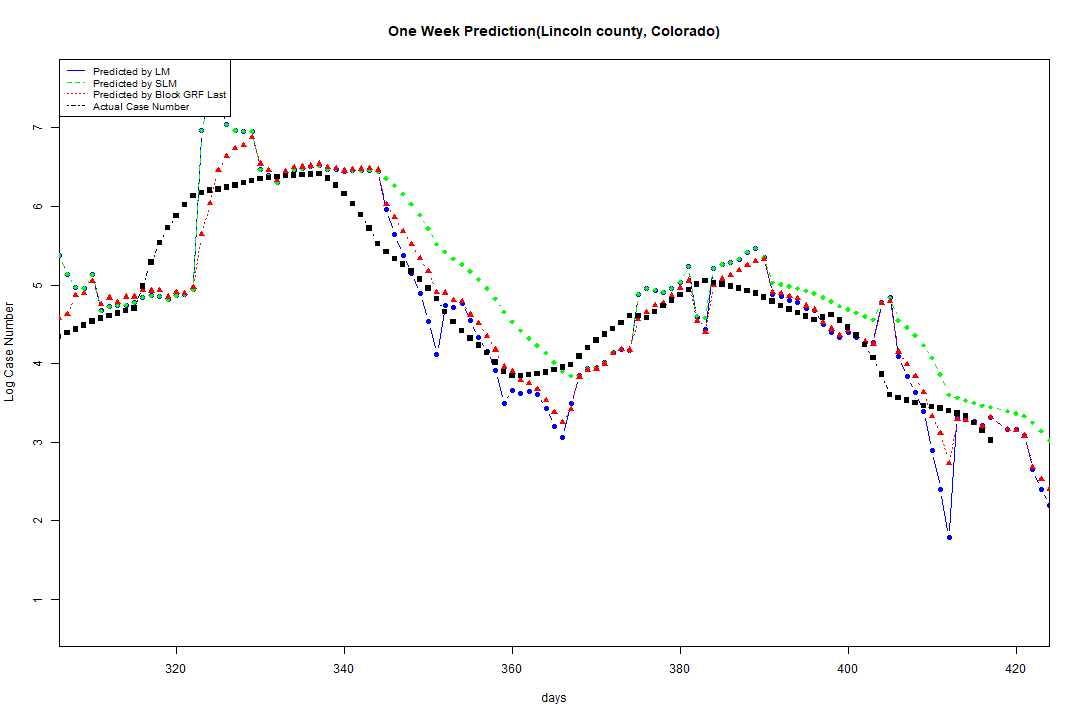 One Week Prediction(Lincoln county, Colorado)
Predicted by LM
Predicted by SLM
Predicted by Block GRF Last
Actual Case Number
Log Case Number
7
6
5
4
3
2
1
320 340 360 380 400 420
days